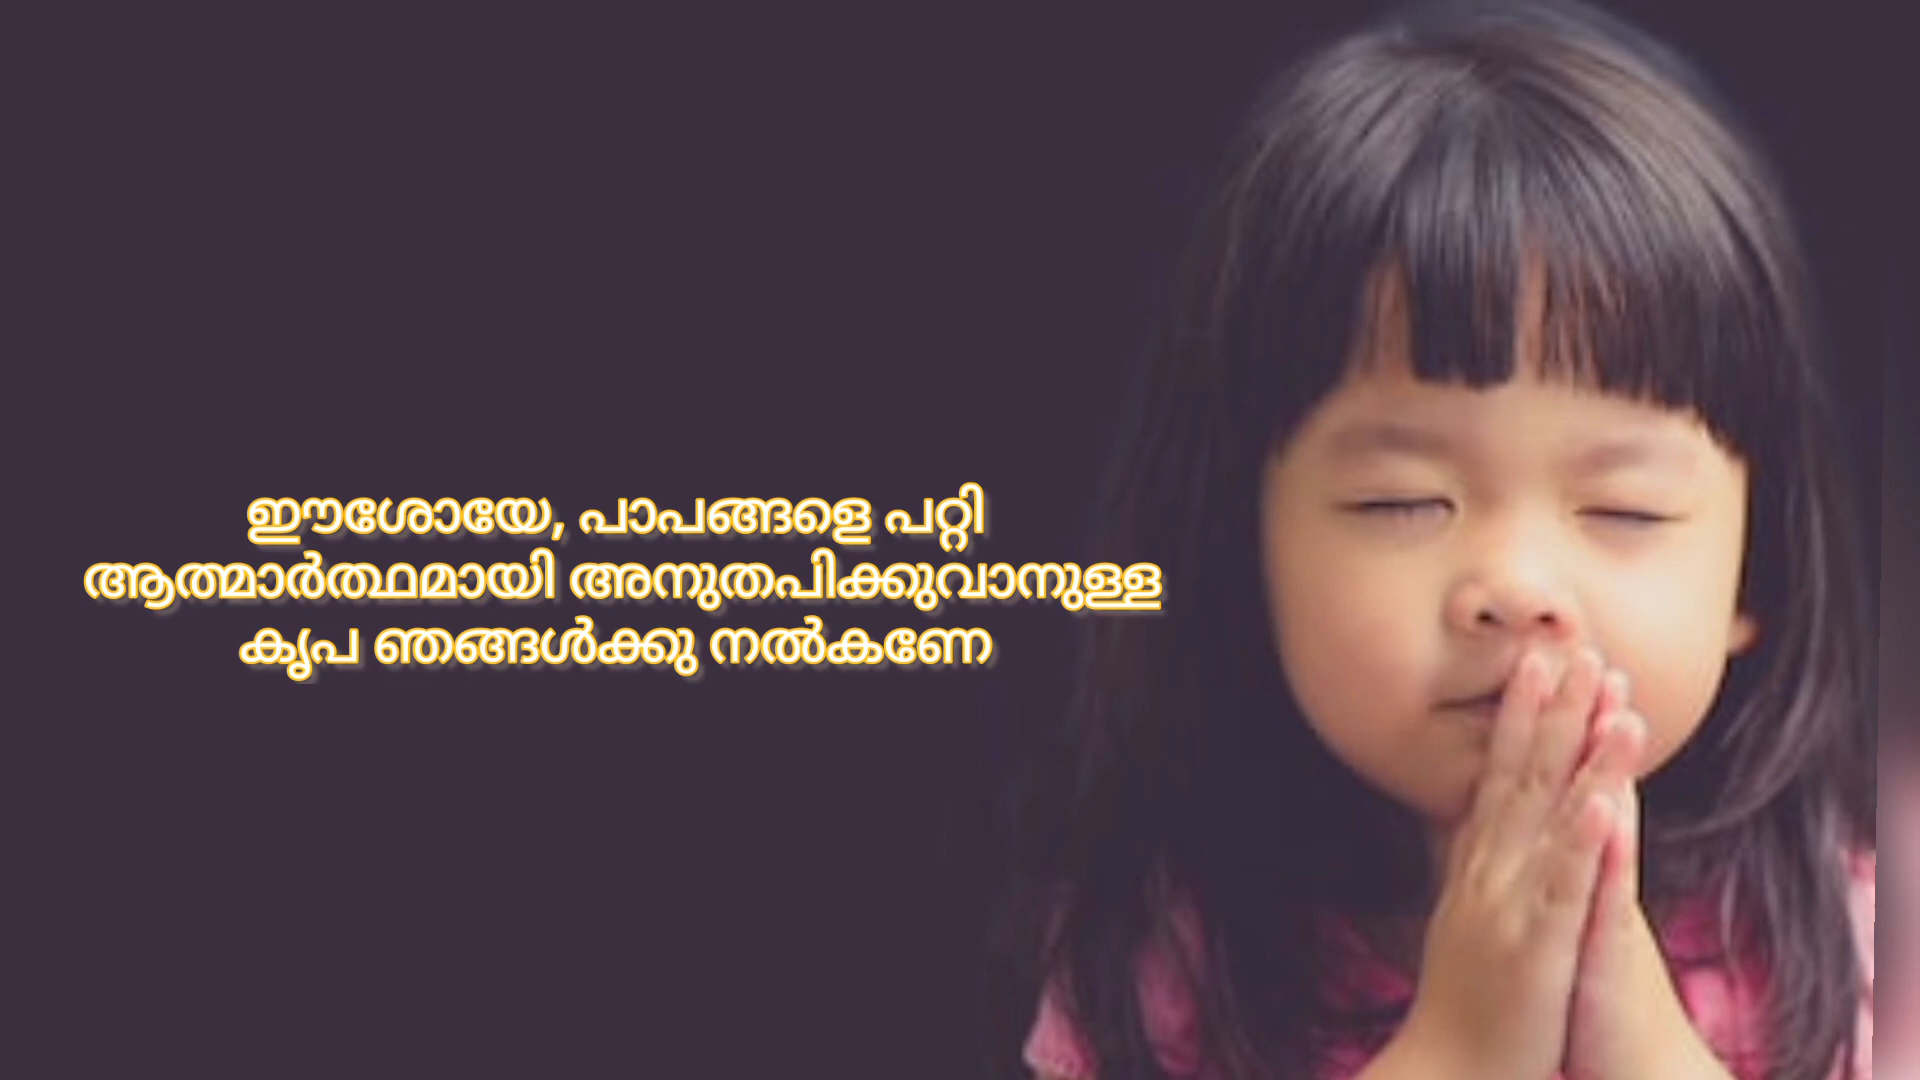 ഈശോയേ, പാപങ്ങളെ പറ്റി
ആത്മാർത്ഥമായി അനുതപിക്കുവാനുള്ള
കൃപ ഞങ്ങൾക്കു നൽകണേ